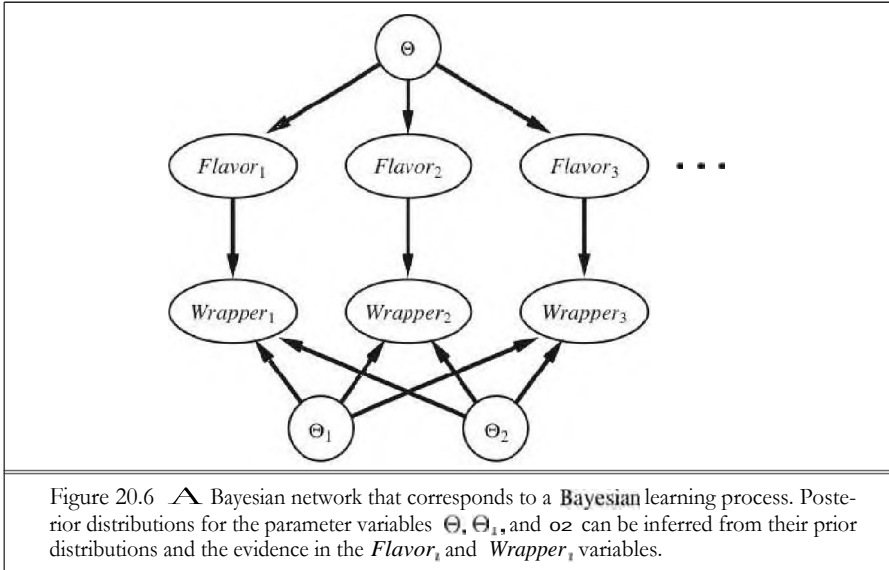 Θ
Flavor₁ Flavor₂ Flavor₃ ...
Wrapper₁ Wrapper₂ Wrapper₃
Θ₁ Θ₂
Figure 20.6 A Bayesian network that corresponds to a Bayesian learning process. Poste-
rior distributions for the parameter variables Θ, Θ₁, and o2 can be inferred from their prior
distributions and the evidence in the Flavorᵢ and Wrapperᵢ variables.